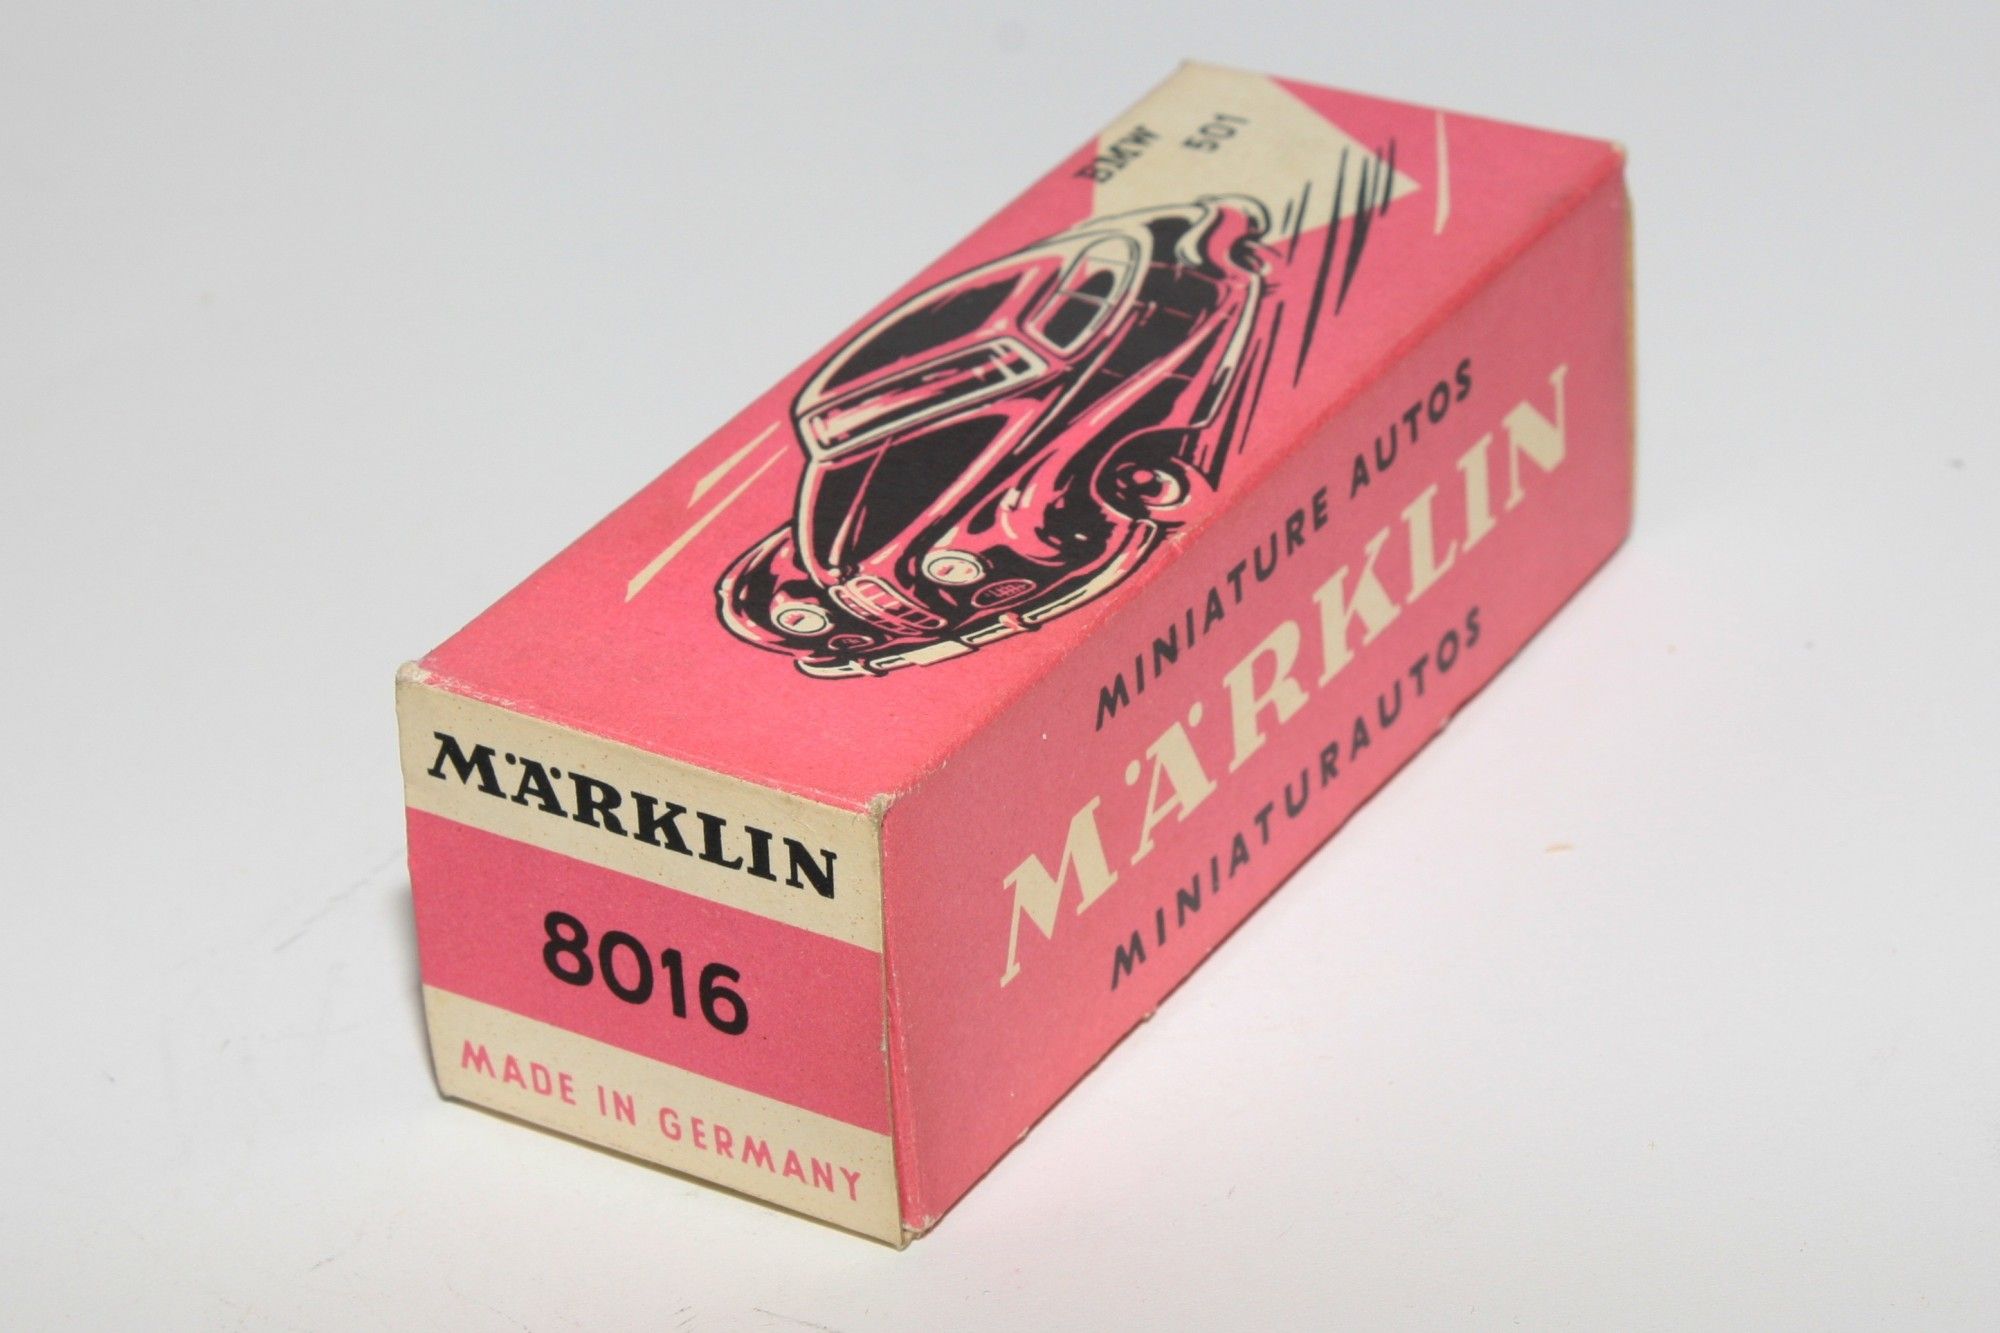 BMW
501
MINIATURE AUTOS
MÄRKLIN
MINIATURAUTOS
MÄRKLIN
8016
MADE IN GERMANY